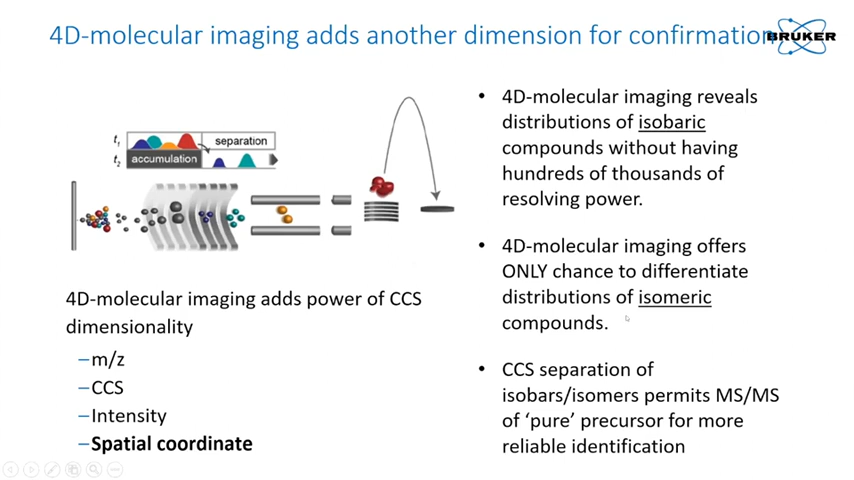 4D-molecular imaging adds another dimension for confirmation
BRUKER
t1
separation
t2
accumulation
4D-molecular imaging adds power of CCS
dimensionality
–m/z
–CCS
–Intensity
–Spatial coordinate
• 4D-molecular imaging reveals
distributions of isobaric
compounds without having
hundreds of thousands of
resolving power.
• 4D-molecular imaging offers
ONLY chance to differentiate
distributions of isomeric
compounds.
• CCS separation of
isobars/isomers permits MS/MS
of ‘pure’ precursor for more
reliable identification